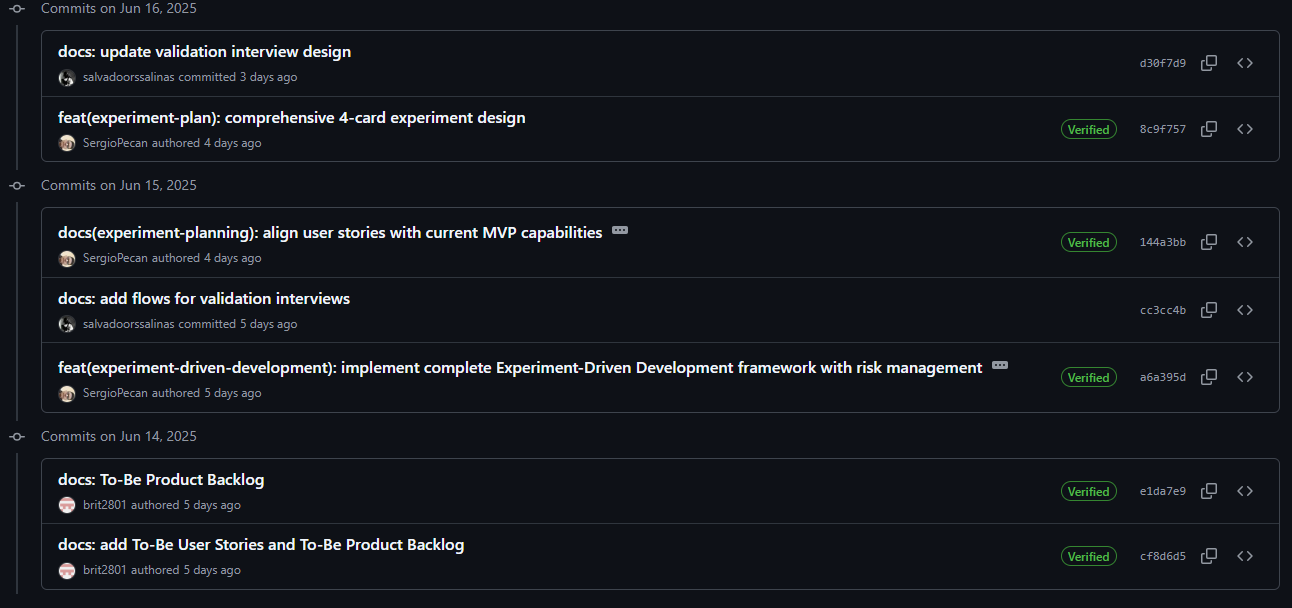 Commits on Jun 16, 2025
docs: update validation interview design
salvadoorssalinas committed 3 days ago
d30f7d9
feat(experiment-plan): comprehensive 4-card experiment design
SergioPecan authored 4 days ago
Verified
8c9f757
Commits on Jun 15, 2025
docs(experiment-planning): align user stories with current MVP capabilities
SergioPecan authored 4 days ago
Verified
144a3bb
docs: add flows for validation interviews
salvadoorssalinas committed 5 days ago
cc3cc4b
feat(experiment-driven-development): implement complete Experiment-Driven Development framework with risk management
SergioPecan authored 5 days ago
Verified
a6a395d
Commits on Jun 14, 2025
docs: To-Be Product Backlog
brit2801 authored 5 days ago
Verified
e1da7e9
docs: add To-Be User Stories and To-Be Product Backlog
brit2801 authored 5 days ago
Verified
cf8d6d5